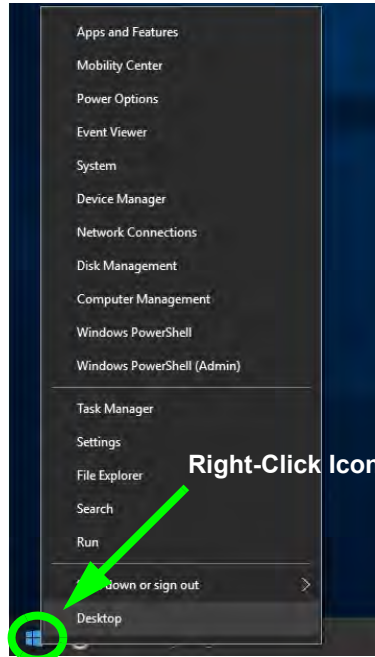 Apps and Features
Mobility Center
Power Options
Event Viewer
System
Device Manager
Network Connections
Disk Management
Computer Management
Windows PowerShell
Windows PowerShell (Admin)
Task Manager
Settings
Right-Click Icon
File Explorer
Search
Run
down or sign out
Desktop